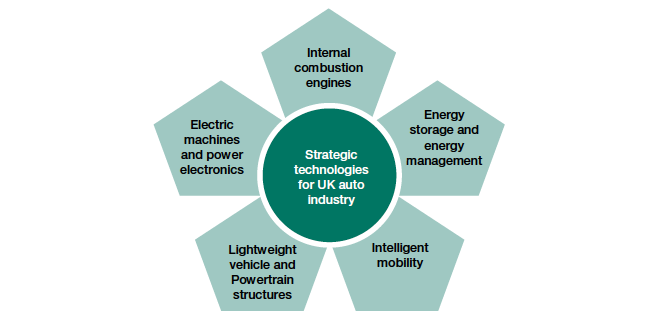 Internal
combustion
engines
Energy
storage and
energy
management
Intelligent
mobility
Lightweight
vehicle and
Powertrain
structures
Electric
machines
and power
electronics
Strategic
technologies
for UK auto
industry